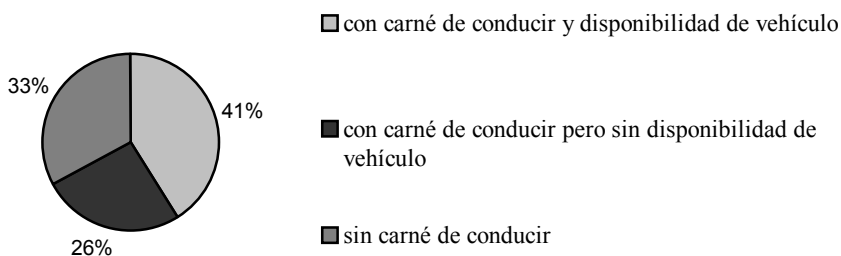 con carné de conducir y disponibilidad de vehículo
33%
41%
con carné de conducir pero sin disponibilidad de
vehículo
sin carné de conducir
26%